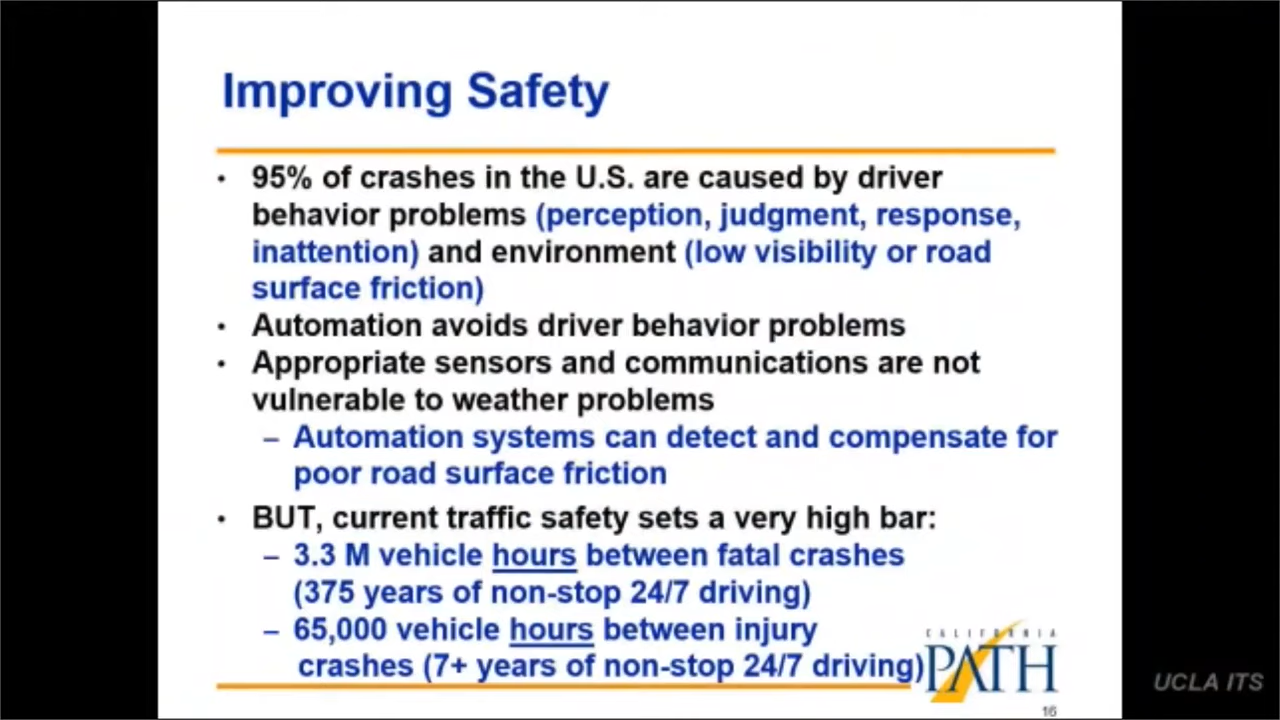 Improving Safety
• 95% of crashes in the U.S. are caused by driver
behavior problems (perception, judgment, response,
inattention) and environment (low visibility or road
surface friction)
• Automation avoids driver behavior problems
• Appropriate sensors and communications are not
vulnerable to weather problems
– Automation systems can detect and compensate for
poor road surface friction
• BUT, current traffic safety sets a very high bar:
– 3.3 M vehicle hours between fatal crashes
(375 years of non-stop 24/7 driving)
– 65,000 vehicle hours between injury
crashes (7+ years of non-stop 24/7 driving)
CALIFORNIA
PATH
16
UCLA ITS